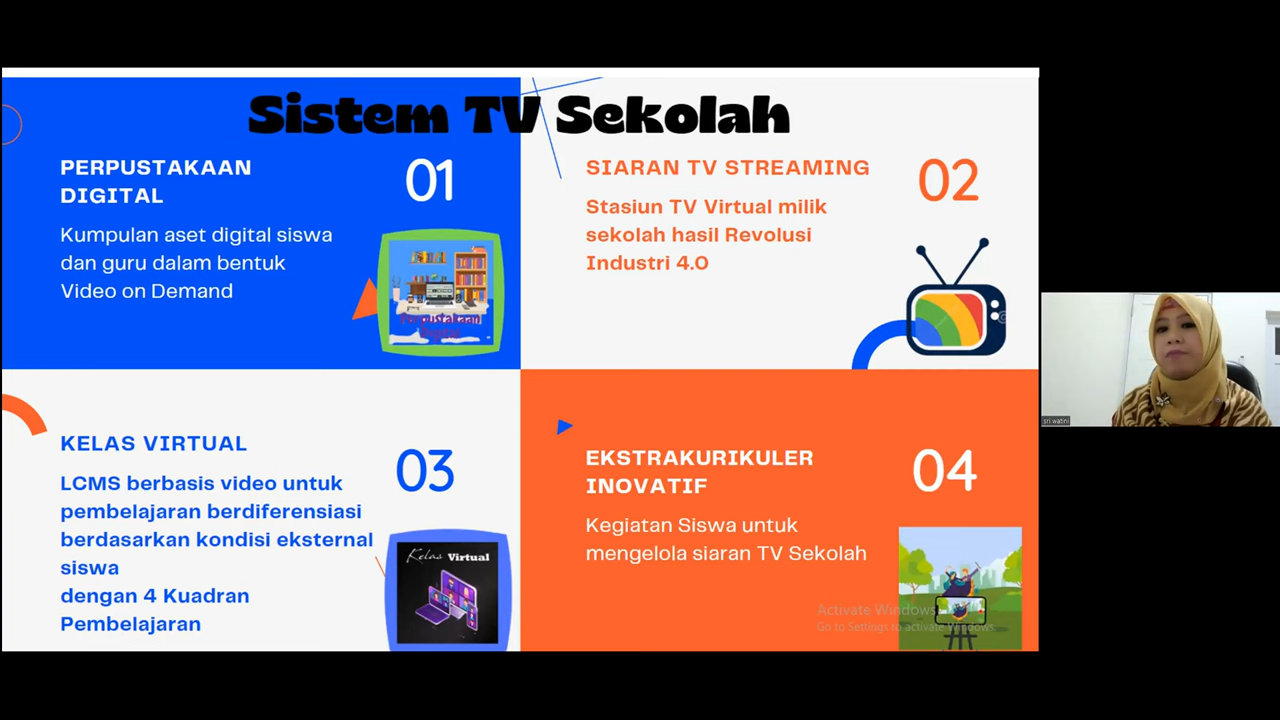 Sistem TV Sekolah
PERPUSTAKAAN
DIGITAL
01
Kumpulan aset digital siswa
dan guru dalam bentuk
Video on Demand
Perpustakaan
SIARAN TV STREAMING
02
Stasiun TV Virtual milik
sekolah hasil Revolusi
Industri 4.0
KELAS VIRTUAL
03
LCMS berbasis video untuk
pembelajaran berdiferensiasi
berdasarkan kondisi eksternal
siswa
dengan 4 Kuadran
Pembelajaran
Kelas Virtual
EKSTRAKURIKULER
INOVATIF
04
Kegiatan Siswa untuk
mengelola siaran TV Sekolah
Activate Windows
Go to Settings to activate Windows.
sri watini